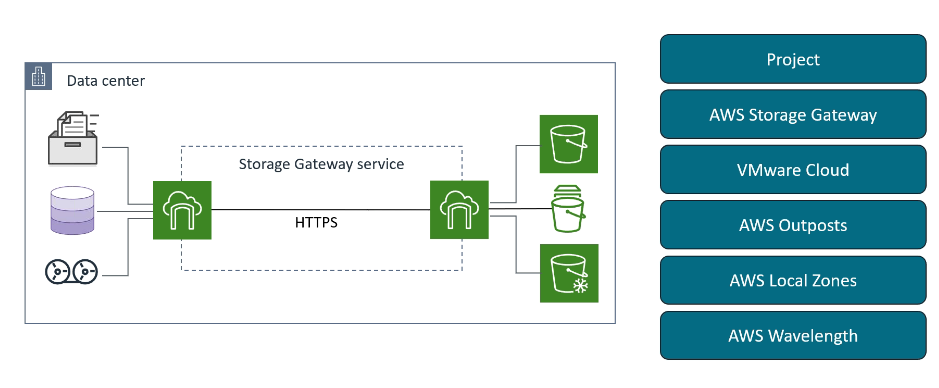 Data center
Storage Gateway service
HTTPS
Project
AWS Storage Gateway
VMware Cloud
AWS Outposts
AWS Local Zones
AWS Wavelength